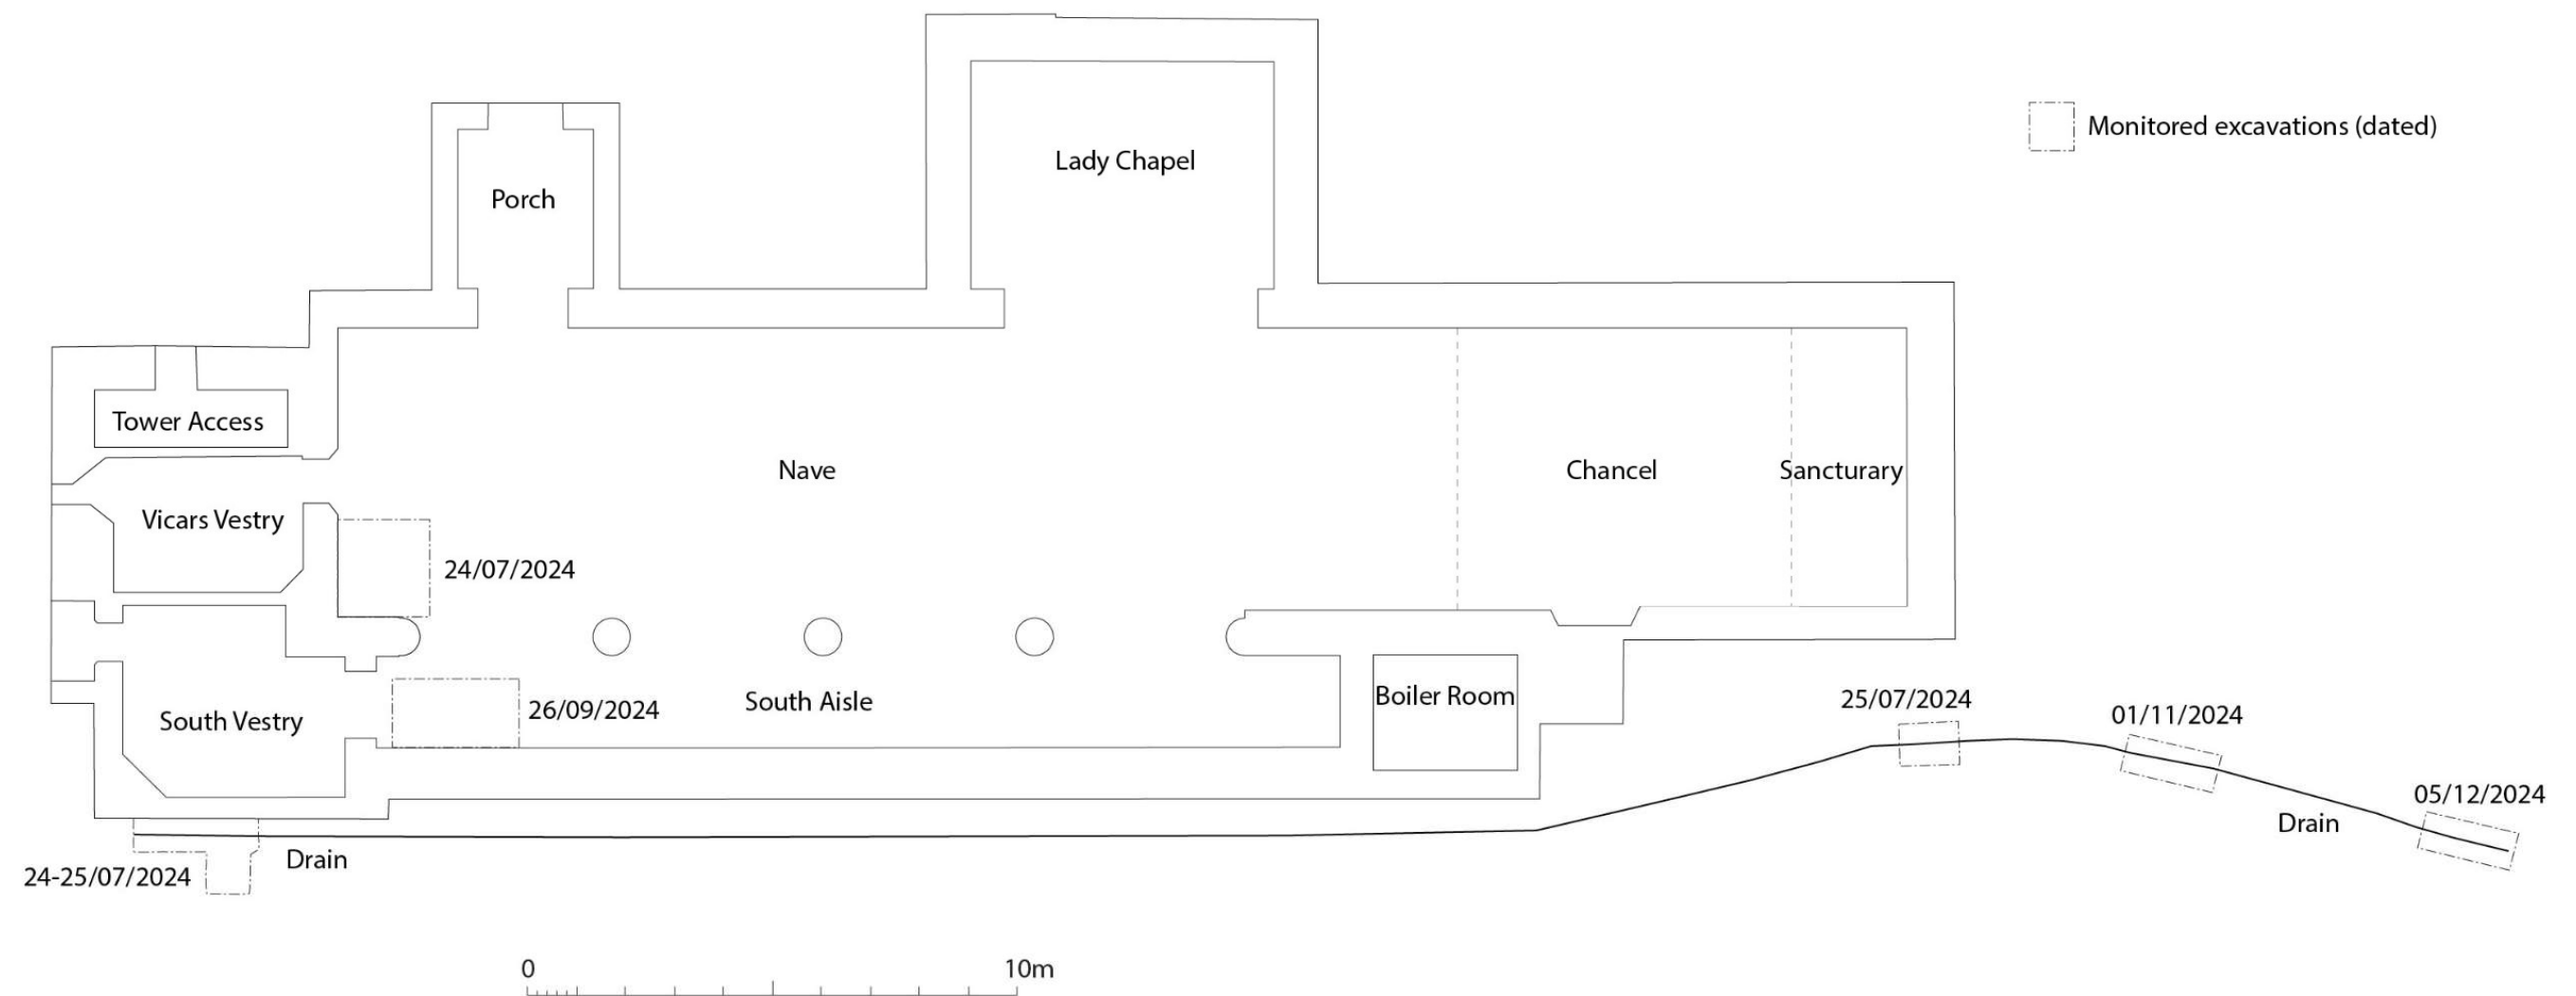 Monitored excavations (dated)
Lady Chapel
Porch
Tower Access
Nave
Chancel
Sancturary
Vicars Vestry
24/07/2024
South Vestry
26/09/2024
South Aisle
Boiler Room
25/07/2024
01/11/2024
05/12/2024
Drain
Drain
24-25/07/2024
0
10m